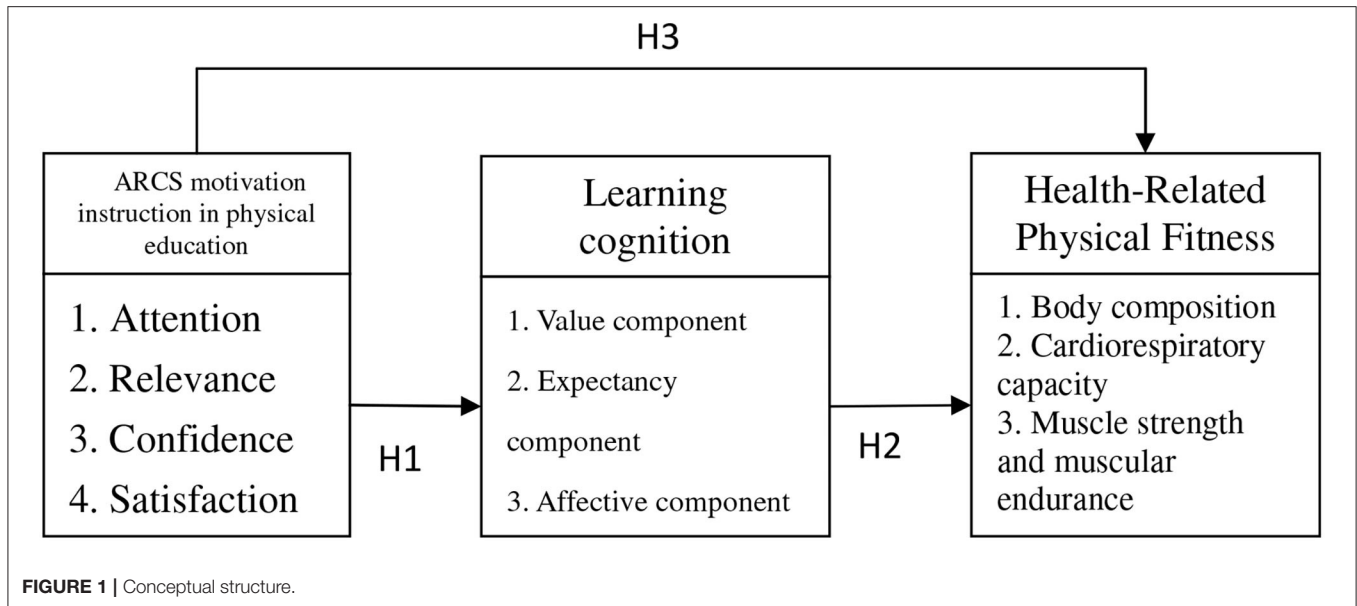 H3
ARCS motivation
instruction in physical
education
1. Attention
2. Relevance
3. Confidence
4. Satisfaction
H1
Learning
cognition
1. Value component
2. Expectancy
component
3. Affective component
H2
Health-Related
Physical Fitness
1. Body composition
2. Cardiorespiratory
capacity
3. Muscle strength
and muscular
endurance
FIGURE 1 | Conceptual structure.